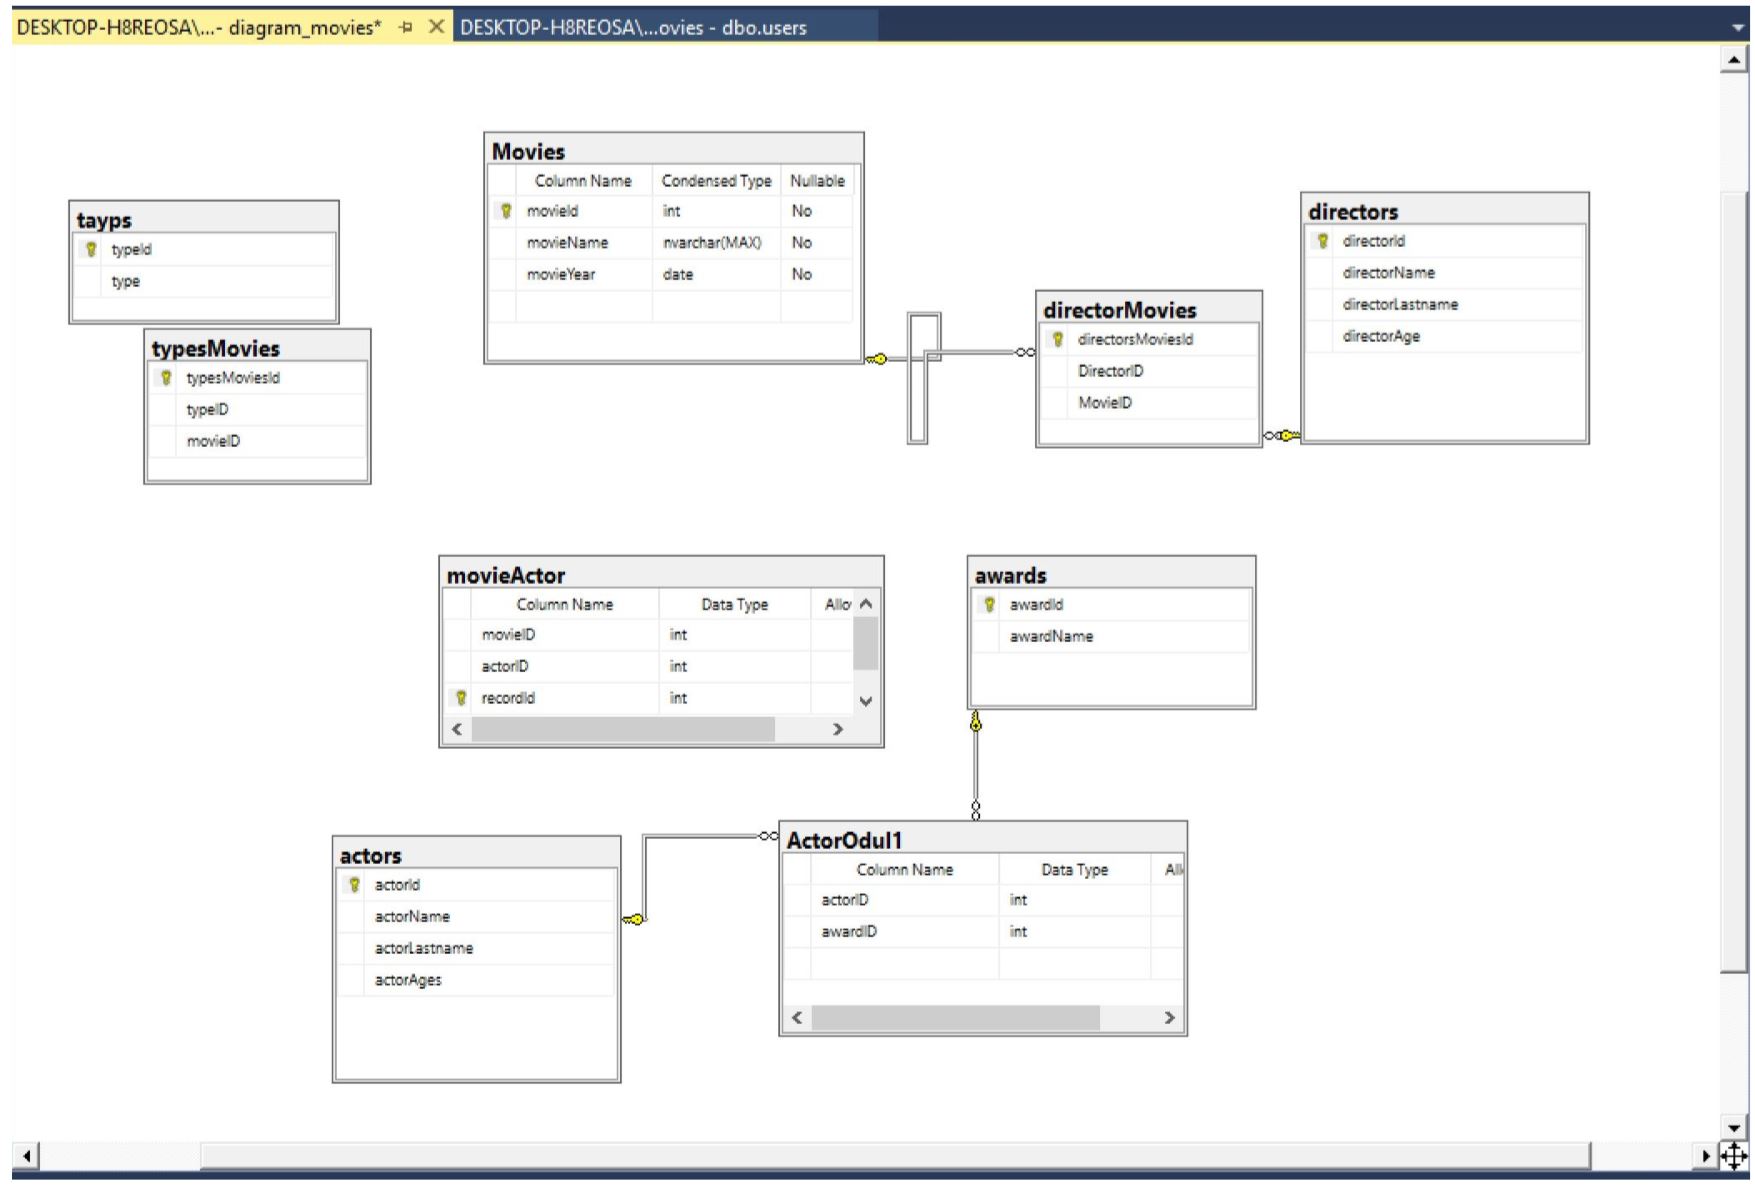 DESKTOP-H8REOSA\...- diagram_movies*
DESKTOP-H8REOSA\...ovies - dbo.users
Movies
Column Name Condensed Type Nullable
movieId int No
movieName nvarchar(MAX) No
movieYear date No
tayps
typeId
type
typesMovies
typesMoviesId
typeID
movieID
directors
directorId
directorName
directorLastname
directorAge
directorMovies
directorsMoviesId
DirectorID
MovieID
movieActor
Column Name Data Type Allo
movieID int
actorID int
recordId int
awards
awardId
awardName
actors
actorId
actorName
actorLastname
actorAges
ActorOdul1
Column Name Data Type All
actorID int
awardID int